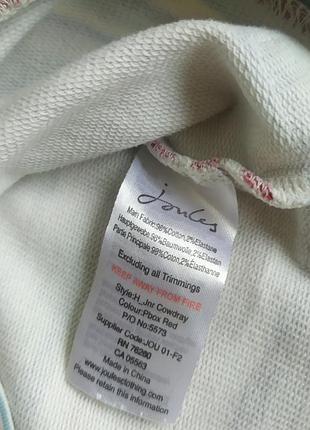 Joules
Main Fabric:98%Cotton,2%Elastane
Hauptgewebe:98%Baumwolle,2%Elasthan
Partie Principale:98%Coton,2%Elasthanne
Excluding all Trimmings
KEEP AWAY FROM FIRE
Style:H_Jnr Cowdray
Colour:Pbox Red
P/O No:5573
Supplier Code:JOU 01-F2
RN 76280
CA 05563
Made in China
www.joulesclothing.com
Please retain this information